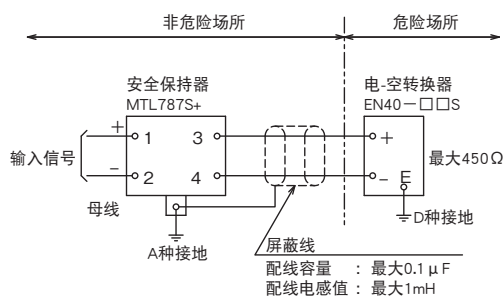 非危险场所
危险场所
安全保持器
MTL787S+
电-空转换器
EN40－□□S
输入信号
+
-
1
2
3
4
+
-
E
最大450Ω
母线
A种接地
D种接地
屏蔽线
配线容量 ：最大0.1μF
配线电感值：最大1mH